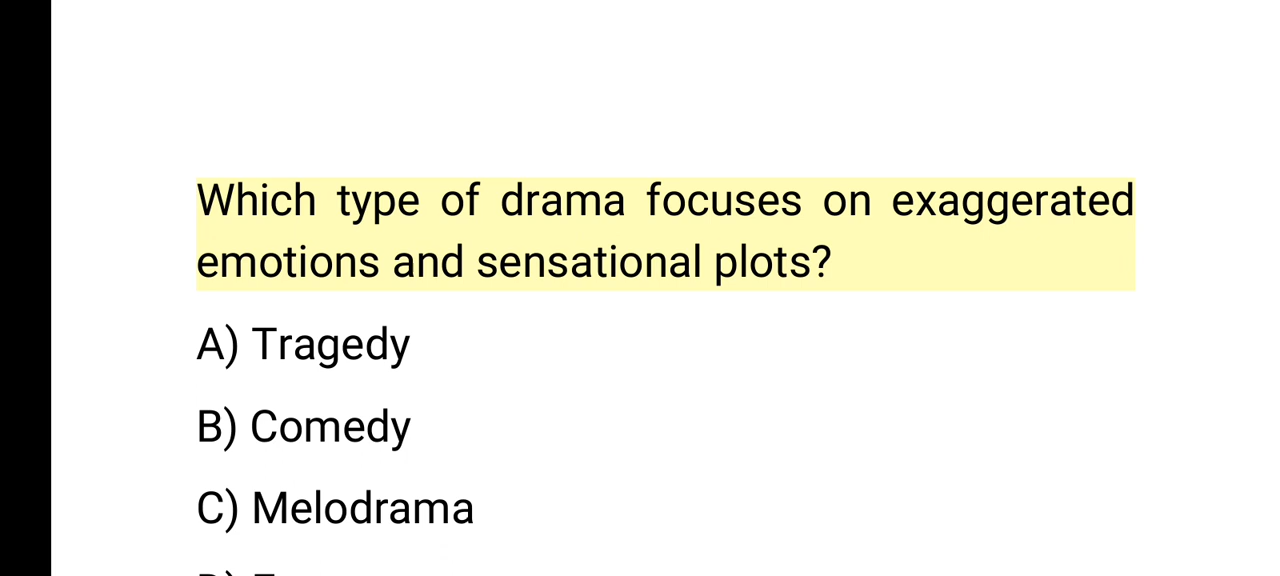 Which type of drama focuses on exaggerated
emotions and sensational plots?
A) Tragedy
B) Comedy
C) Melodrama